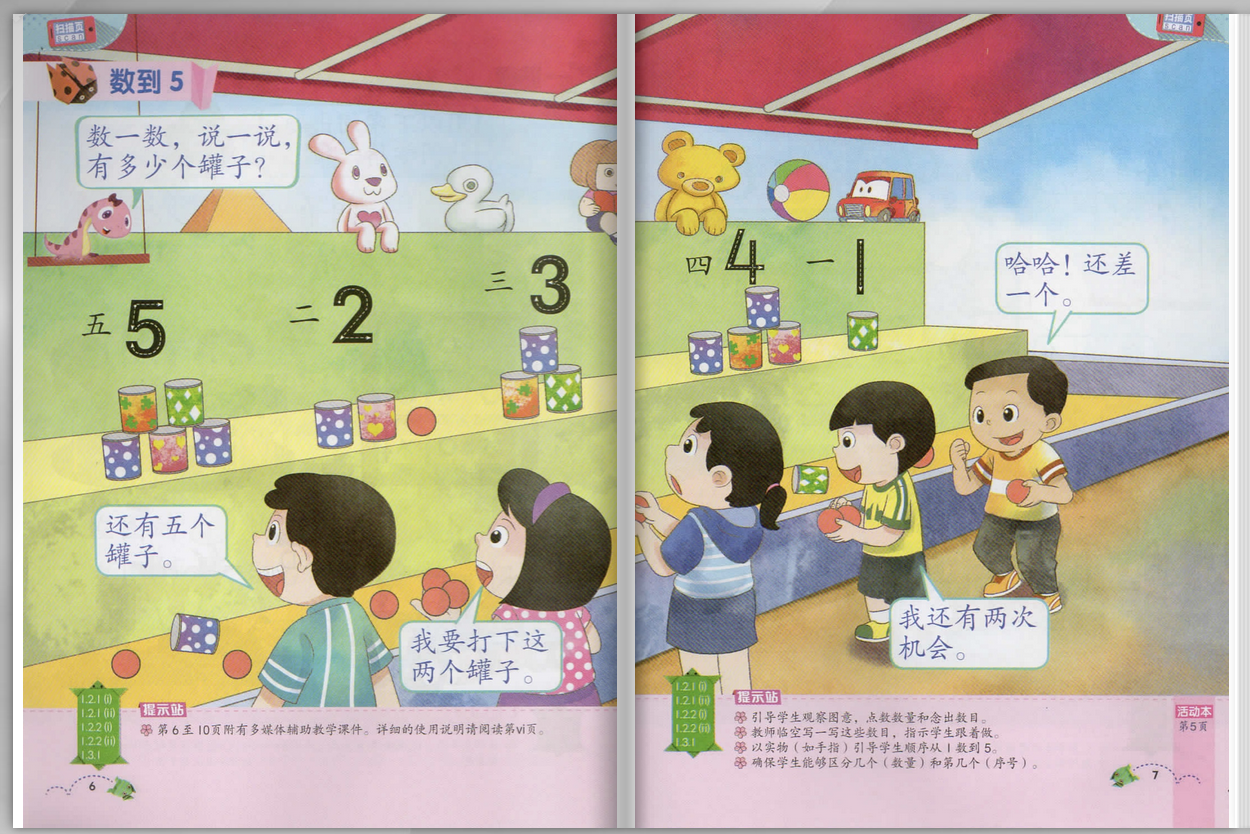 扫描页
scan
数到 5
数一数，说一说，
有多少个罐子？
五 5
二 2
三 3
还有五个
罐子。
我要打下这
两个罐子。
1.2.1 (i)
1.2.1 (ii)
1.2.2 (i)
1.2.2 (ii)
1.3.1
提示站
第6至10页附有多媒体辅助教学课件。详细的使用说明请阅读第vi页。
6
扫描页
scan
四 4
一 1
哈哈！还差
一个。
我还有两次
机会。
1.2.1 (i)
1.2.1 (ii)
1.2.2 (i)
1.2.2 (ii)
1.3.1
提示站
引导学生观察图意，点数数量和念出数目。
教师临空写一写这些数目，指示学生跟着做。
以实物（如手指）引导学生顺序从1数到5。
确保学生能够区分几个（数量）和第几个（序号）。
活动本
第5页
7